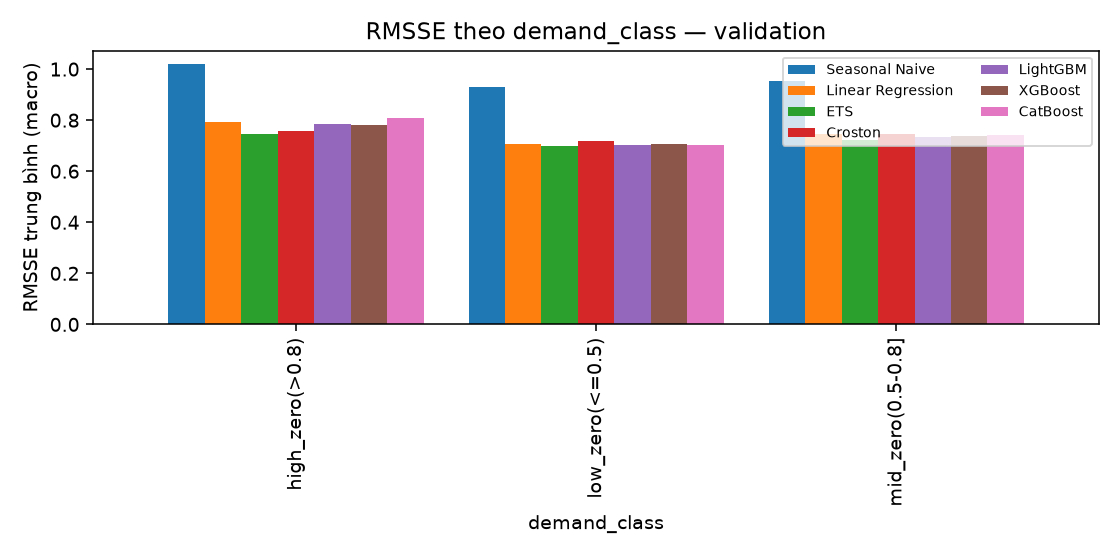 RMSSE theo demand_class — validation
RMSSE trung bình (macro)
1.0
0.8
0.6
0.4
0.2
0.0
Seasonal Naive
Linear Regression
ETS
Croston
LightGBM
XGBoost
CatBoost
high_zero(>0.8)
low_zero(<=0.5)
mid_zero(0.5-0.8]
demand_class